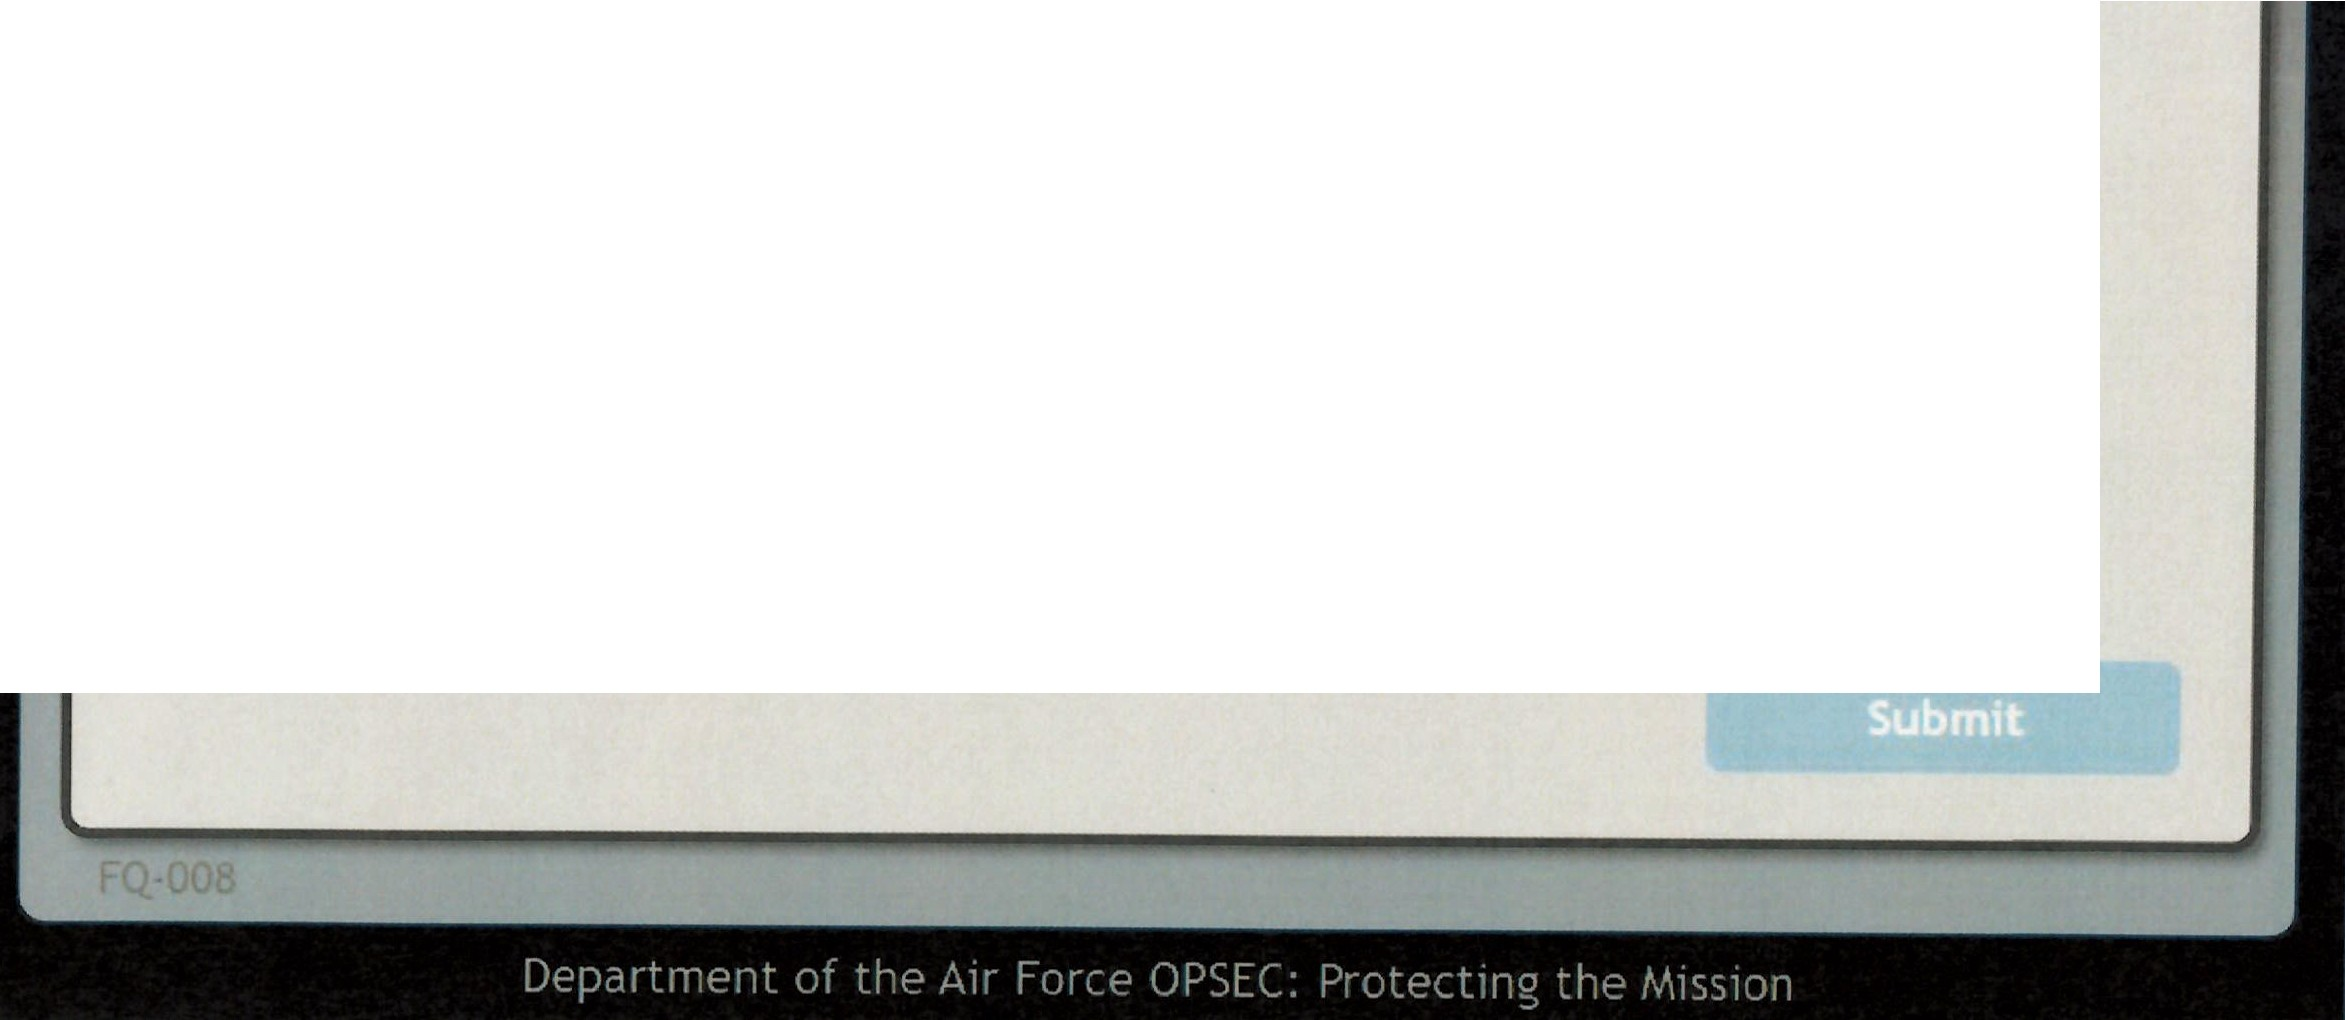 Submit
FQ-008
Department of the Air Force OPSEC: Protecting the Mission